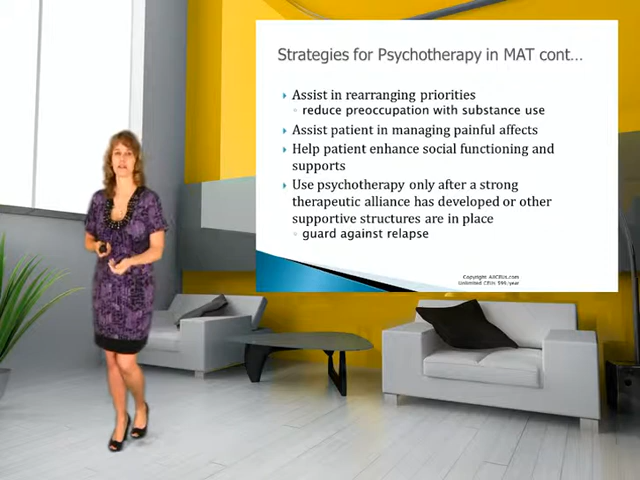 Strategies for Psychotherapy in MAT cont...
Assist in rearranging priorities
reduce preoccupation with substance use
Assist patient in managing painful affects
Help patient enhance social functioning and
supports
Use psychotherapy only after a strong
therapeutic alliance has developed or other
supportive structures are in place
guard against relapse
Copyright AllCEUs.com
Unlimited CEUs $99/year